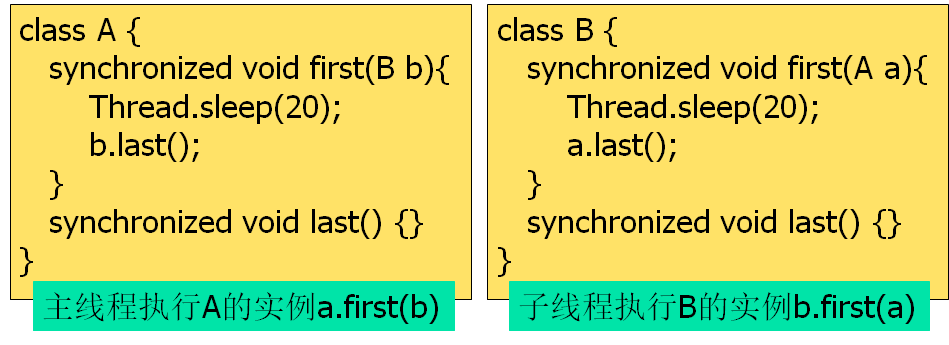 class A {
synchronized void first(B b){
Thread.sleep(20);
b.last();
}
synchronized void last() {}
}
主线程执行A的实例a.first(b)
class B {
synchronized void first(A a){
Thread.sleep(20);
a.last();
}
synchronized void last() {}
}
子线程执行B的实例b.first(a)